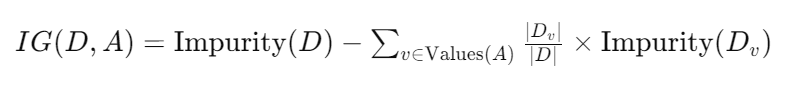 IG(D, A) = Impurity(D) − ∑_{v∈Values(A)} \frac{|D_v|}{|D|} × Impurity(D_v)